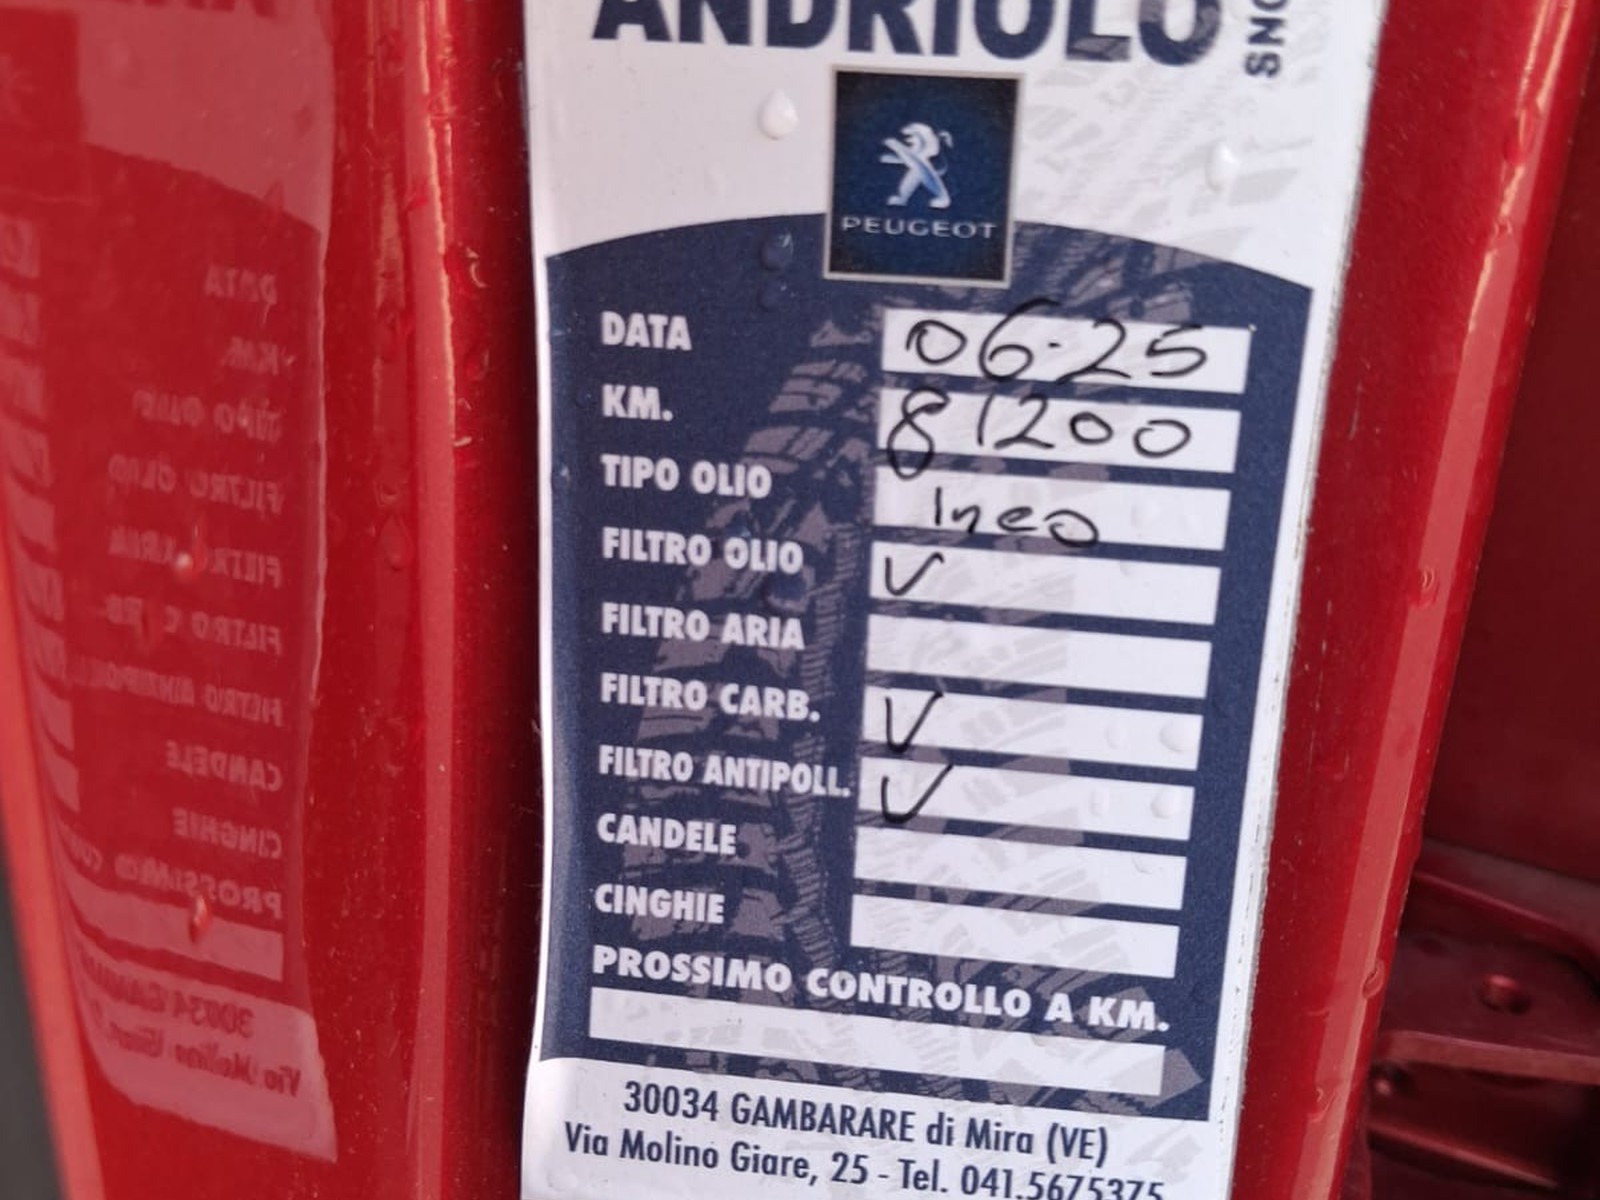 ANDRIOLO
PEUGEOT
DATA 06-25
KM. 81200
TIPO OLIO Ineo
FILTRO OLIO V
FILTRO ARIA
FILTRO CARB. V
FILTRO ANTIPOLL. V
CANDELE
CINGHIE
PROSSIMO CONTROLLO A KM.
30034 GAMBARARE di Mira (VE)
Via Molino Giare, 25 - Tel. 041.5675375